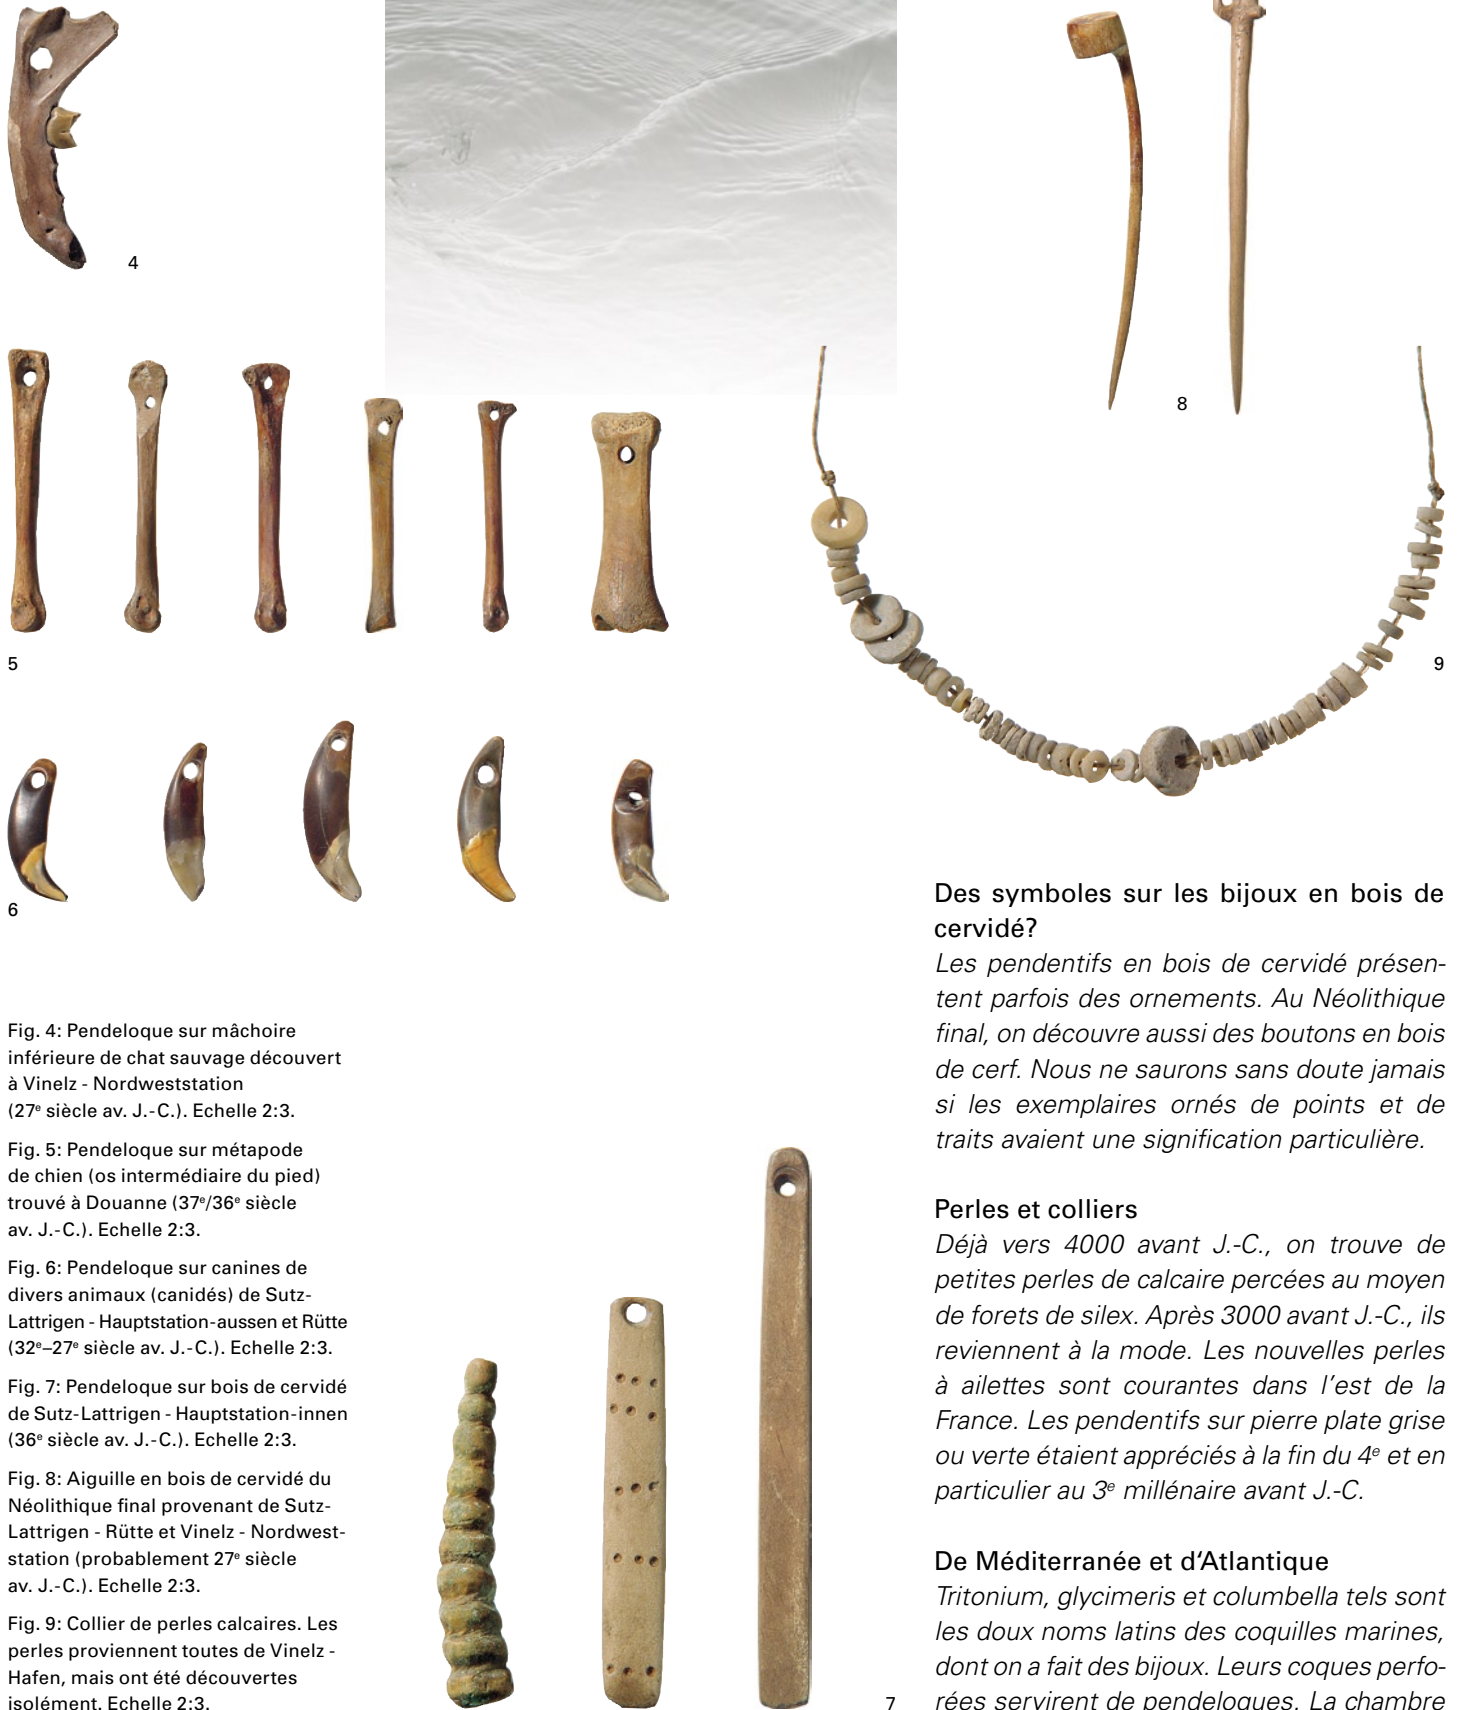 4
8
5
9
6
Fig. 4: Pendeloque sur mâchoire
inférieure de chat sauvage découvert
à Vinelz - Nordweststation
(27e siècle av. J.-C.). Echelle 2:3.
Fig. 5: Pendeloque sur métapode
de chien (os intermédiaire du pied)
trouvé à Douanne (37e/36e siècle
av. J.-C.). Echelle 2:3.
Fig. 6: Pendeloque sur canines de
divers animaux (canidés) de Sutz-
Lattrigen - Hauptstation-aussen et Rütte
(32e–27e siècle av. J.-C.). Echelle 2:3.
Fig. 7: Pendeloque sur bois de cervidé
de Sutz-Lattrigen - Hauptstation-innen
(36e siècle av. J.-C.). Echelle 2:3.
Fig. 8: Aiguille en bois de cervidé du
Néolithique final provenant de Sutz-
Lattrigen - Rütte et Vinelz - Nordwest-
station (probablement 27e siècle
av. J.-C.). Echelle 2:3.
Fig. 9: Collier de perles calcaires. Les
perles proviennent toutes de Vinelz -
Hafen, mais ont été découvertes
isolément. Echelle 2:3.
7
Des symboles sur les bijoux en bois de
cervidé?
Les pendentifs en bois de cervidé présen-
tent parfois des ornements. Au Néolithique
final, on découvre aussi des boutons en bois
de cerf. Nous ne saurons sans doute jamais
si les exemplaires ornés de points et de
traits avaient une signification particulière.
Perles et colliers
Déjà vers 4000 avant J.-C., on trouve de
petites perles de calcaire percées au moyen
de forets de silex. Après 3000 avant J.-C., ils
reviennent à la mode. Les nouvelles perles
à ailettes sont courantes dans l'est de la
France. Les pendentifs sur pierre plate grise
ou verte étaient appréciés à la fin du 4e et en
particulier au 3e millénaire avant J.-C.
De Méditerranée et d‘Atlantique
Tritonium, glycimeris et columbella tels sont
les doux noms latins des coquilles marines,
dont on a fait des bijoux. Leurs coques perfo-
rées servirent de pendeloques. La chambre